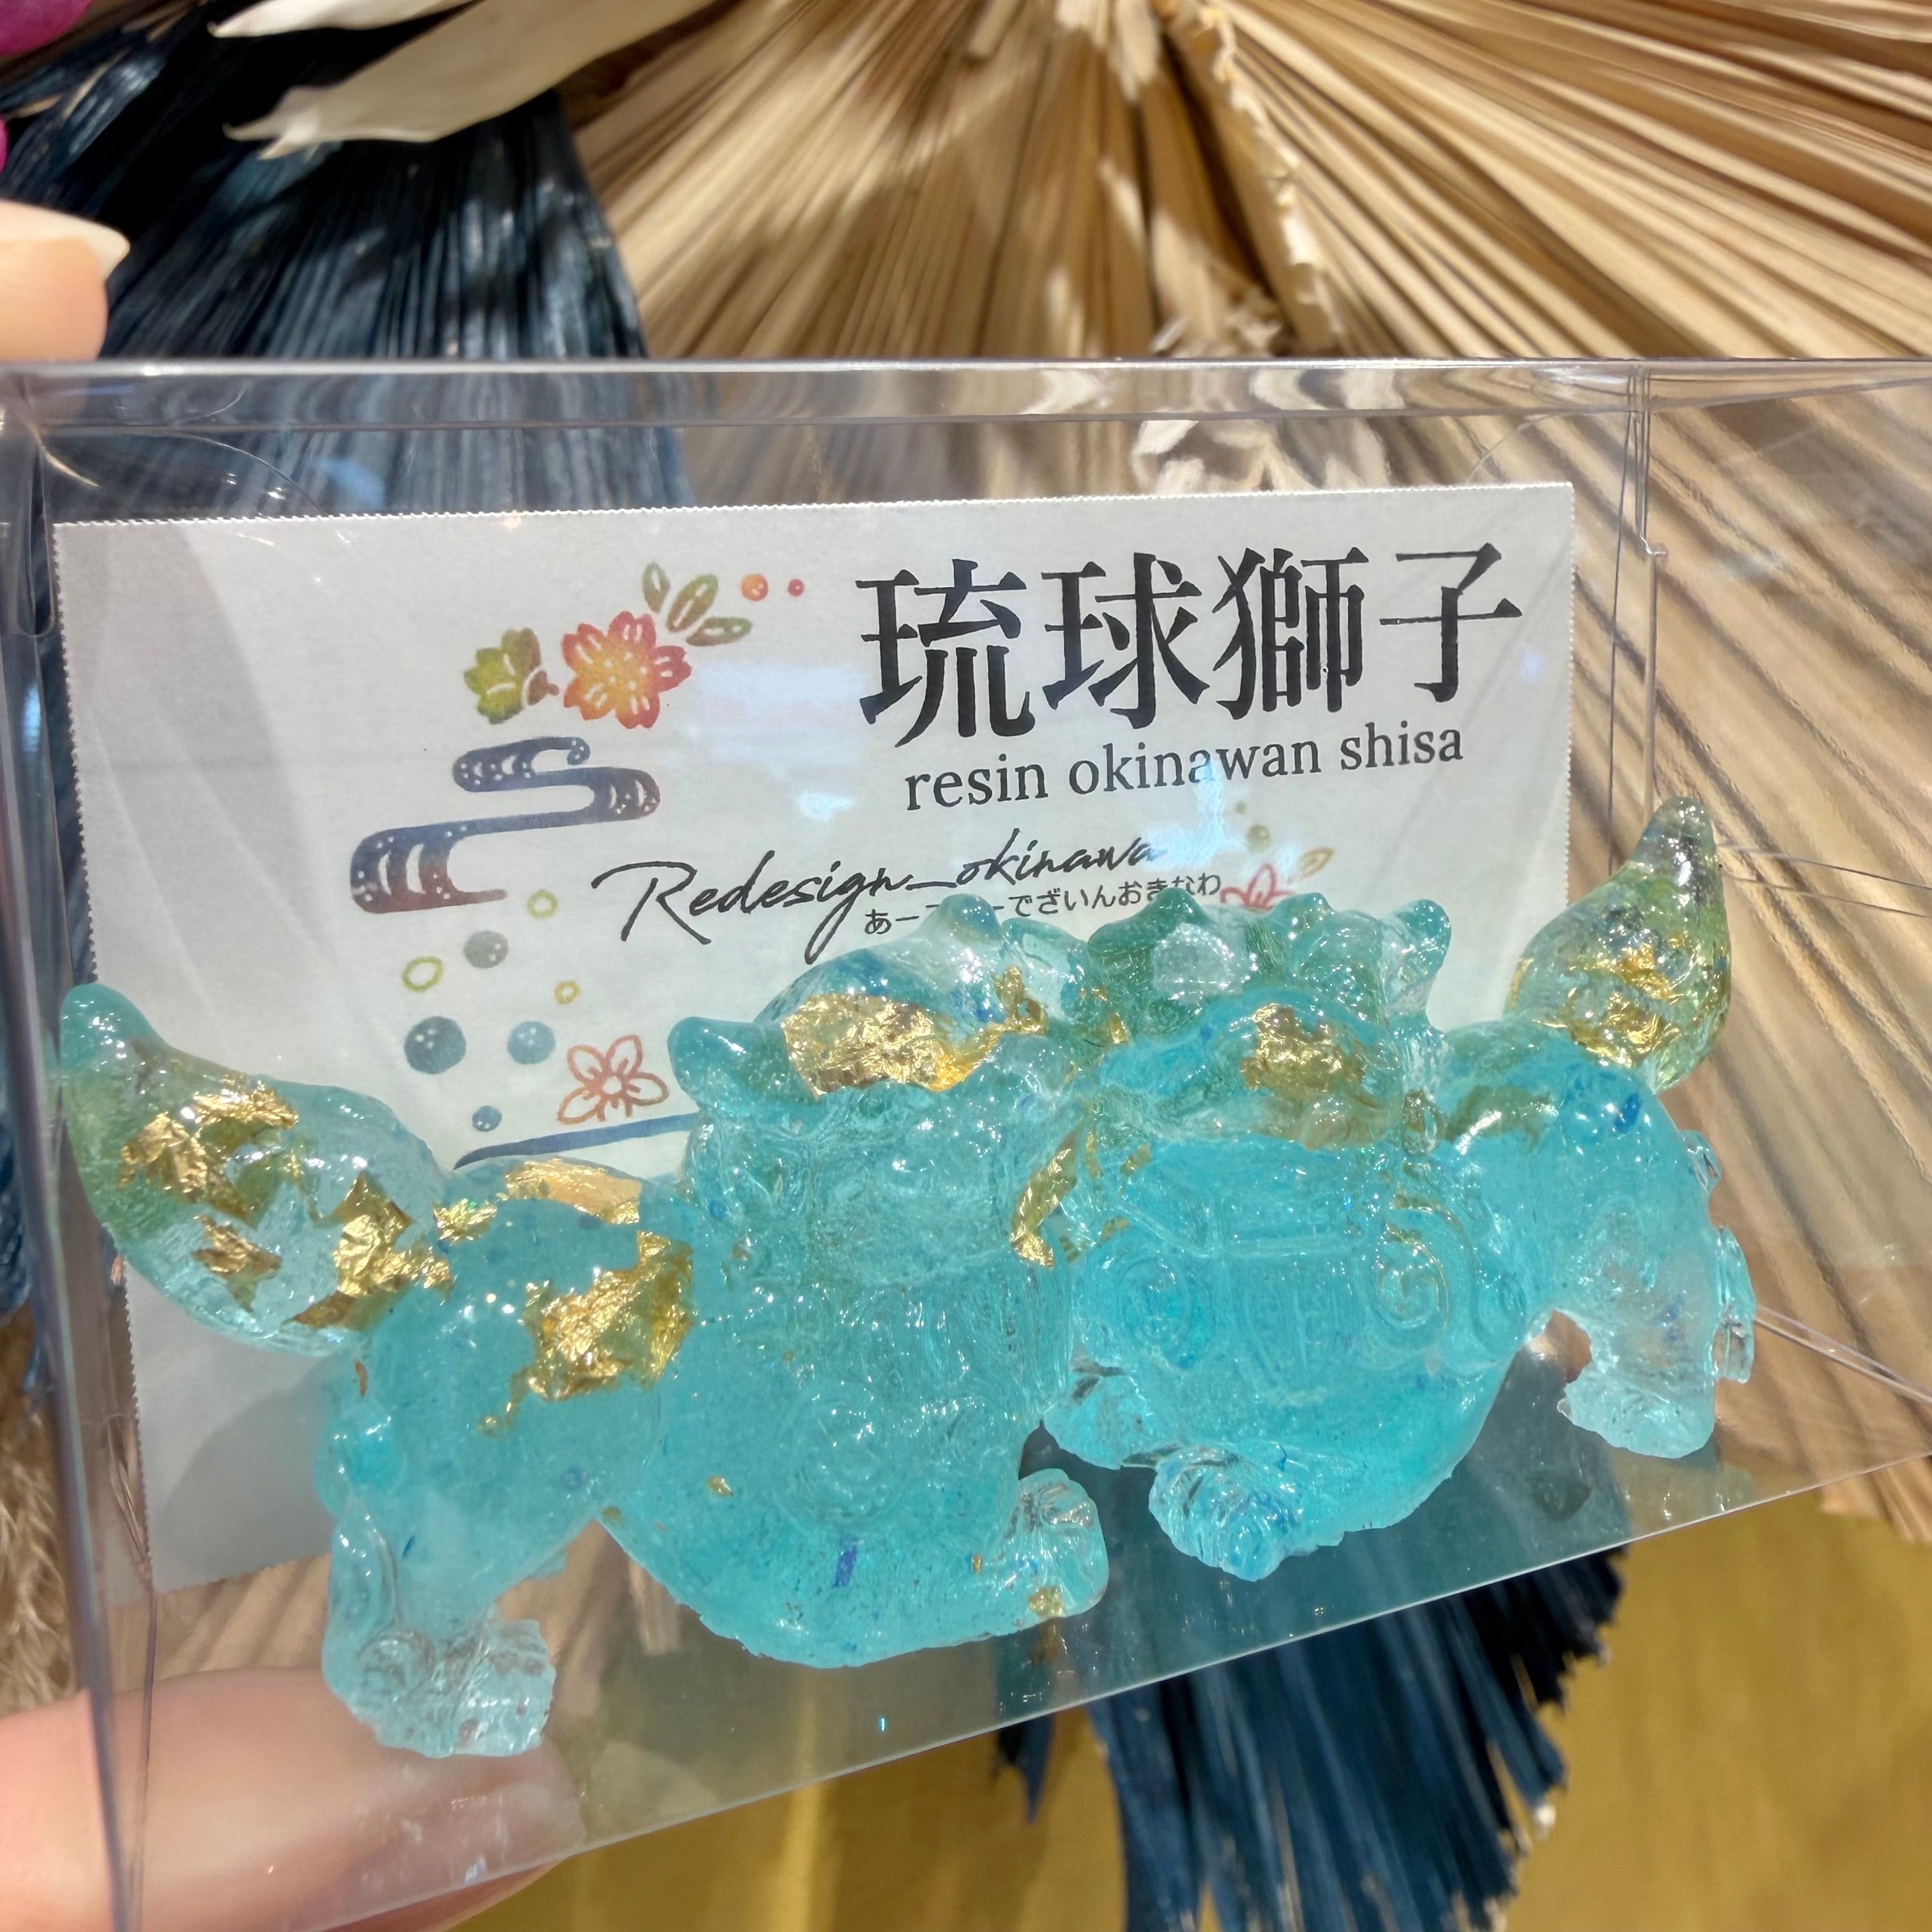 琉球獅子
resin okinawan shisa
Redesign_okinawa
でざいんおきなわ